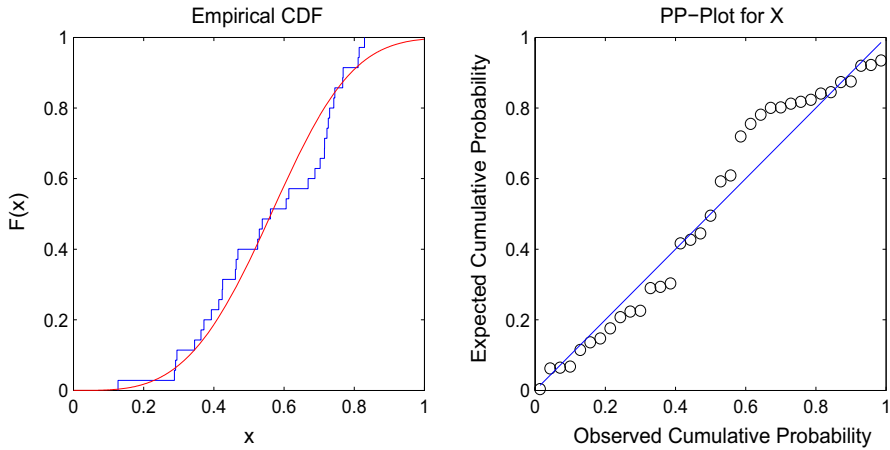 Empirical CDF
1
0.8
0.6
0.4
0.2
0
F(x)
0 0.2 0.4 0.6 0.8 1
x
PP−Plot for X
1
0.8
0.6
0.4
0.2
0
Expected Cumulative Probability
0 0.2 0.4 0.6 0.8 1
Observed Cumulative Probability